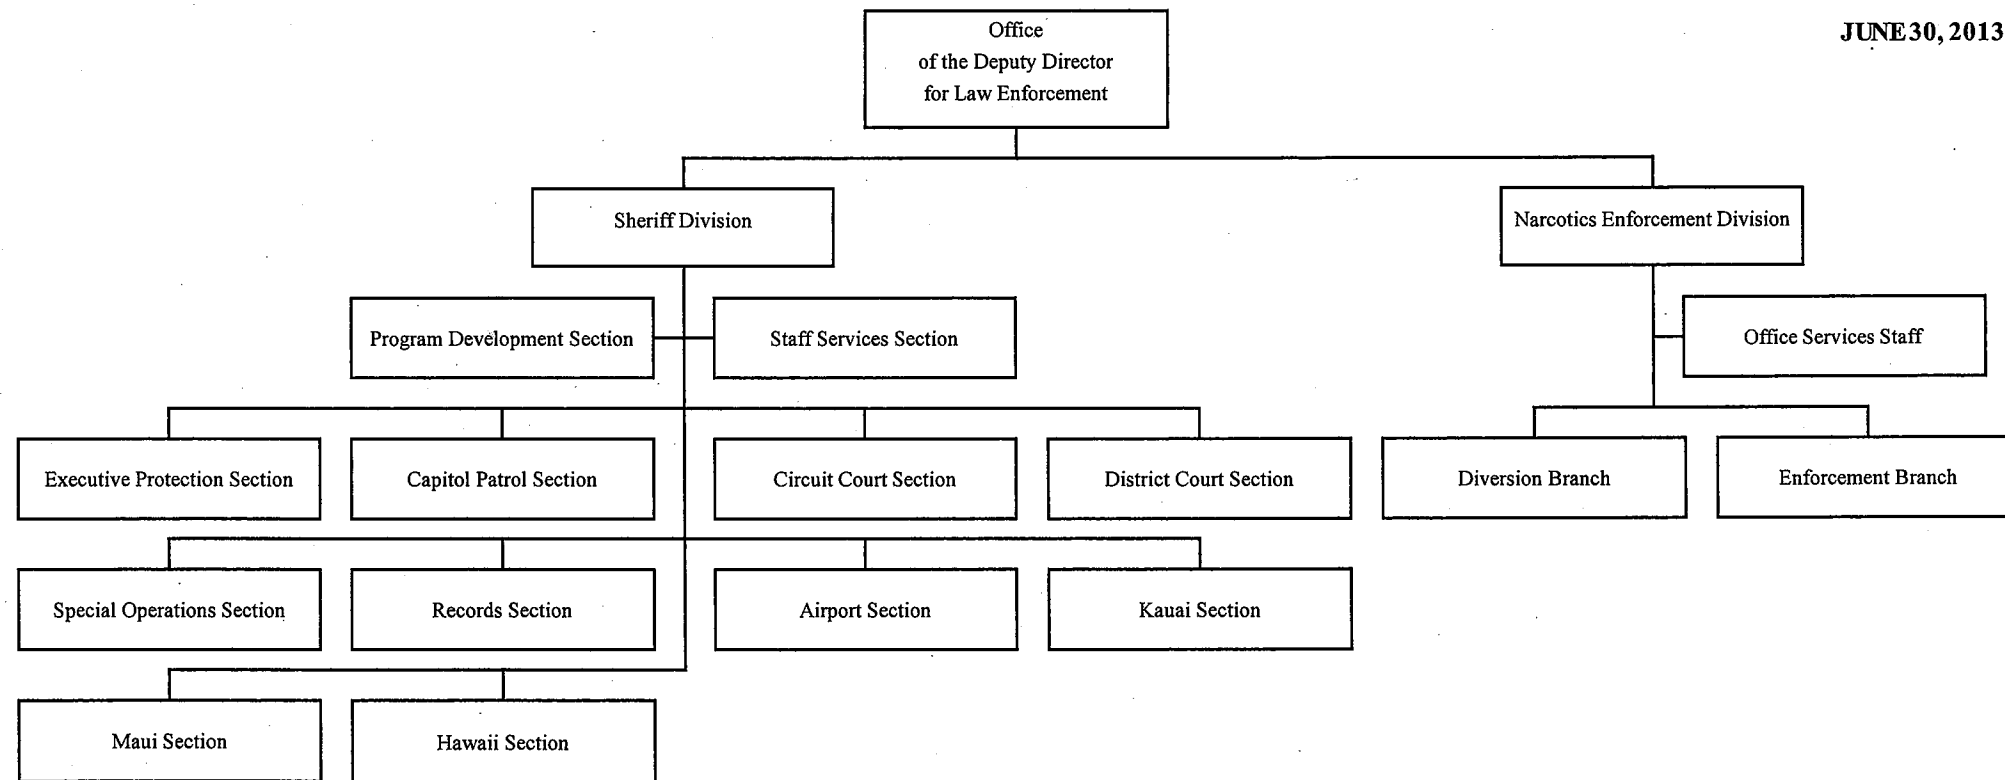 JUNE 30, 2013
Office
of the Deputy Director
for Law Enforcement
Sheriff Division
Narcotics Enforcement Division
Program Development Section
Staff Services Section
Office Services Staff
Executive Protection Section
Capitol Patrol Section
Circuit Court Section
District Court Section
Diversion Branch
Enforcement Branch
Special Operations Section
Records Section
Airport Section
Kauai Section
Maui Section
Hawaii Section